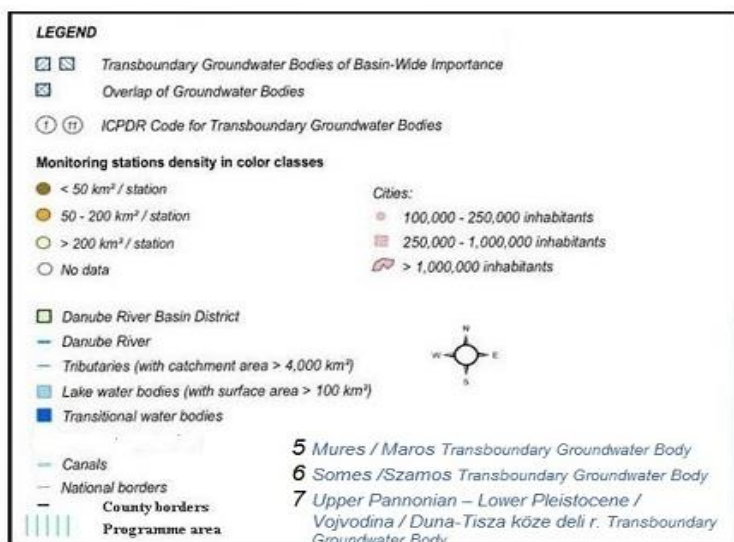 LEGEND
Transboundary Groundwater Bodies of Basin-Wide Importance
Overlap of Groundwater Bodies
1 11 ICPDR Code for Transboundary Groundwater Bodies
Monitoring stations density in color classes
< 50 km² / station
50 - 200 km² / station
> 200 km² / station
No data
Cities:
100,000 - 250,000 inhabitants
250,000 - 1,000,000 inhabitants
> 1,000,000 inhabitants
Danube River Basin District
Danube River
Tributaries (with catchment area > 4,000 km²)
Lake water bodies (with surface area > 100 km²)
Transitional water bodies
N
W E
S
Canals
National borders
County borders
Programme area
5 Mures / Maros Transboundary Groundwater Body
6 Somes /Szamos Transboundary Groundwater Body
7 Upper Pannonian – Lower Pleistocene /
Vojvodina / Duna-Tisza köze deli r. Transboundary
Groundwater Body